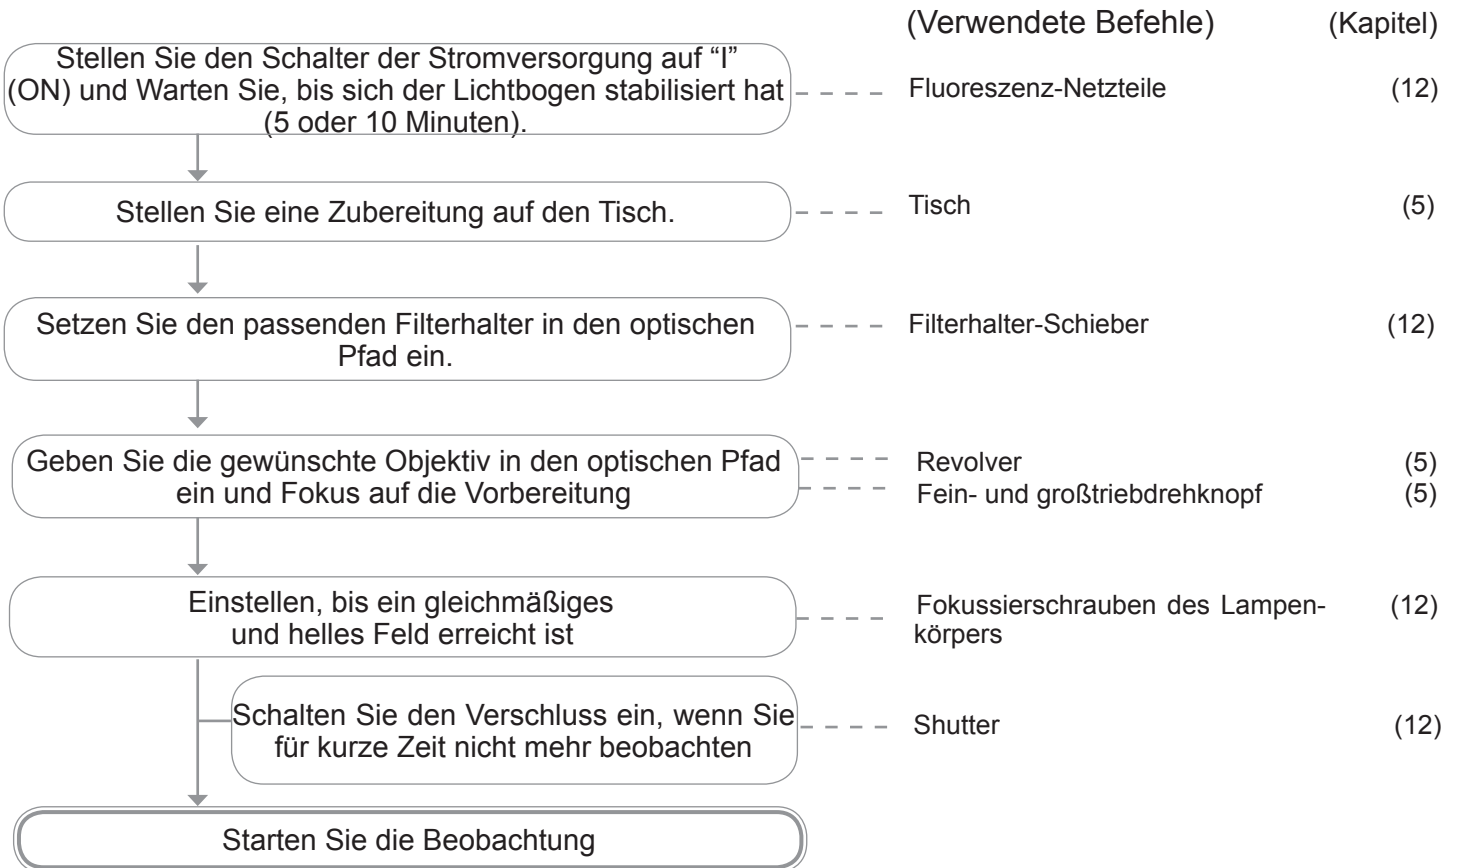 (Verwendete Befehle) (Kapitel)
Stellen Sie den Schalter der Stromversorgung auf “I”
(ON) und Warten Sie, bis sich der Lichtbogen stabilisiert hat
(5 oder 10 Minuten).
Fluoreszenz-Netzteile (12)
Stellen Sie eine Zubereitung auf den Tisch.
Tisch (5)
Setzen Sie den passenden Filterhalter in den optischen
Pfad ein.
Filterhalter-Schieber (12)
Geben Sie die gewünschte Objektiv in den optischen Pfad
ein und Fokus auf die Vorbereitung
Revolver (5)
Fein- und großtriebdrehknopf (5)
Einstellen, bis ein gleichmäßiges
und helles Feld erreicht ist
Fokussierschrauben des Lampen- (12)
körpers
Schalten Sie den Verschluss ein, wenn Sie
für kurze Zeit nicht mehr beobachten
Shutter (12)
Starten Sie die Beobachtung